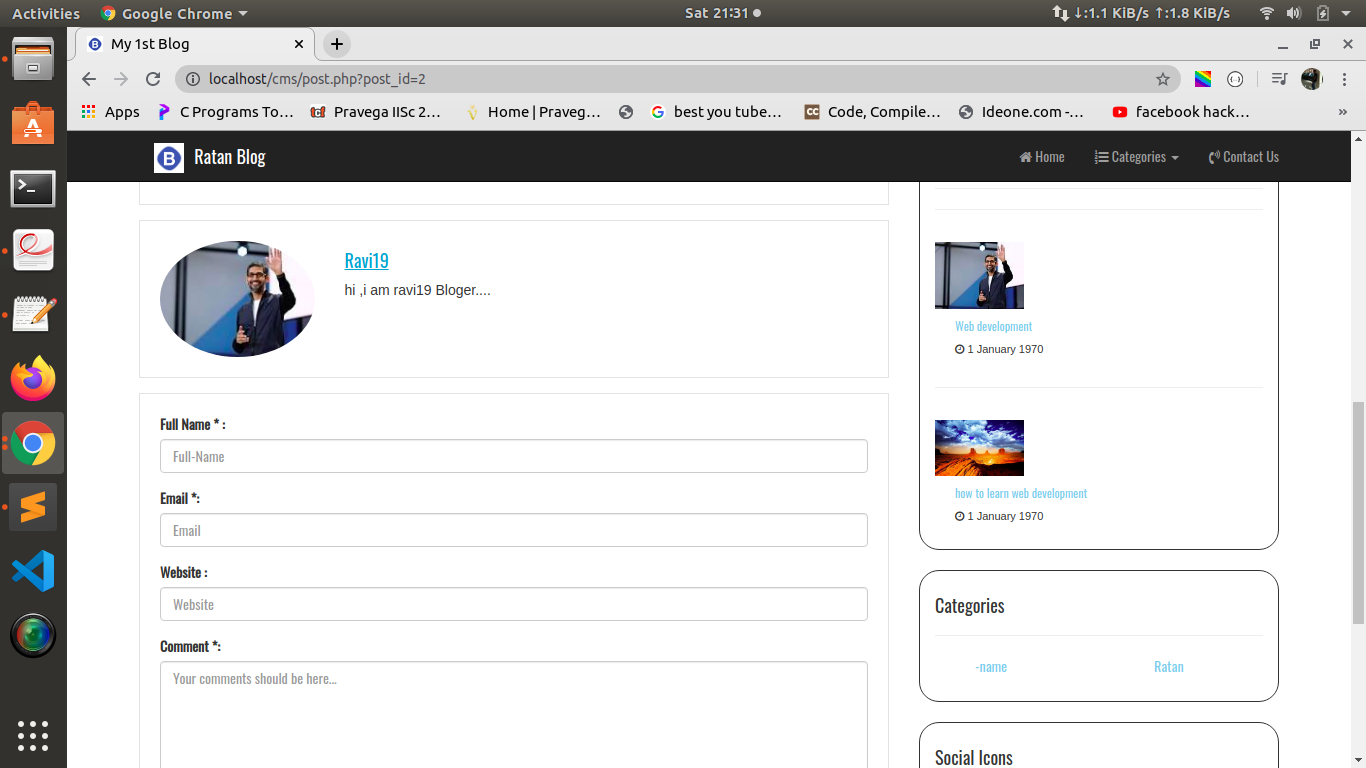 Activities Google Chrome Sat 21:31 ↓:1.1 KiB/s ↑:1.8 KiB/s
My 1st Blog
localhost/cms/post.php?post_id=2
Apps C Programs To… Pravega IISc 2… Home | Praveg… best you tube… Code, Compile… Ideone.com -… facebook hack… »
B Ratan Blog Home Categories Contact Us
Ravi19
hi ,i am ravi19 Bloger....
Full Name * :
Full-Name
Email *:
Email
Website :
Website
Comment *:
Your comments should be here...
Web development
1 January 1970
how to learn web development
1 January 1970
Categories
-name Ratan
Social Icons